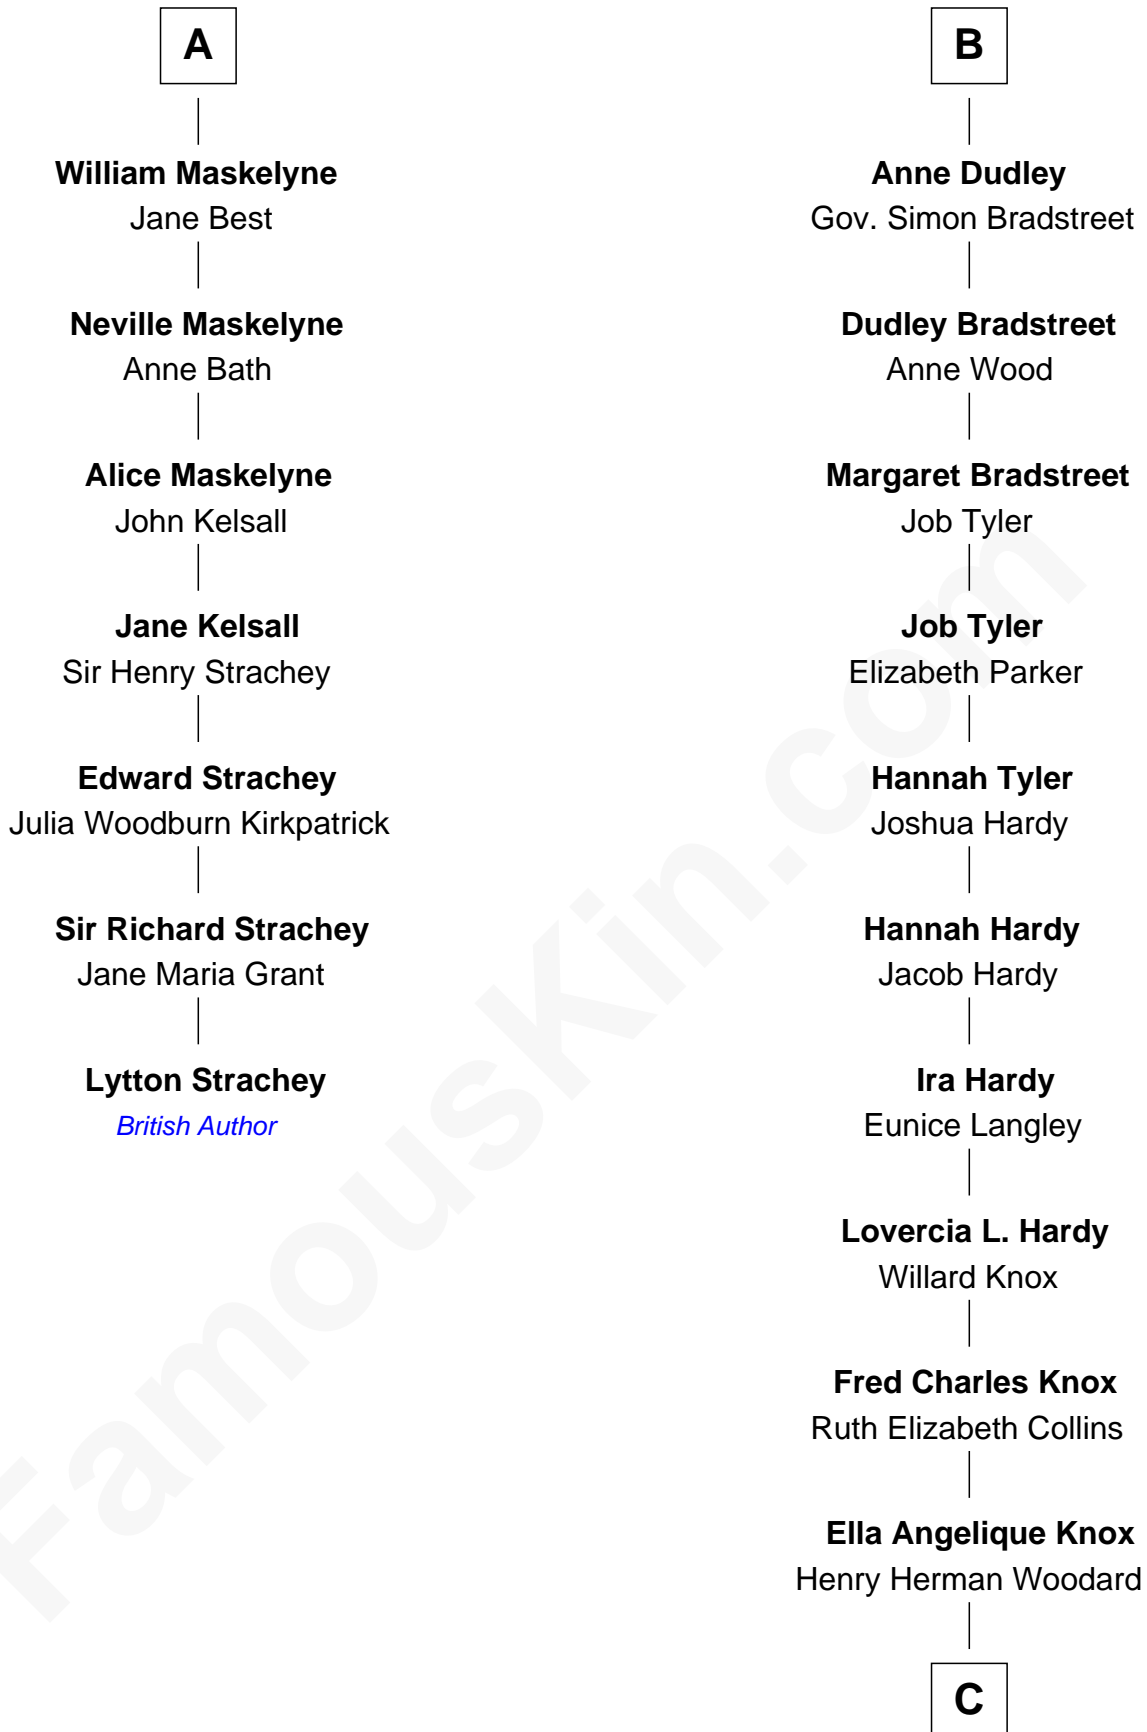 A
William Maskelyne
Jane Best
Neville Maskelyne
Anne Bath
Alice Maskelyne
John Kelsall
Jane Kelsall
Sir Henry Strachey
Edward Strachey
Julia Woodburn Kirkpatrick
Sir Richard Strachey
Jane Maria Grant
Lytton Strachey
British Author
B
Anne Dudley
Gov. Simon Bradstreet
Dudley Bradstreet
Anne Wood
Margaret Bradstreet
Job Tyler
Job Tyler
Elizabeth Parker
Hannah Tyler
Joshua Hardy
Hannah Hardy
Jacob Hardy
Ira Hardy
Eunice Langley
Lovercia L. Hardy
Willard Knox
Fred Charles Knox
Ruth Elizabeth Collins
Ella Angelique Knox
Henry Herman Woodard
C
FamousKin.com